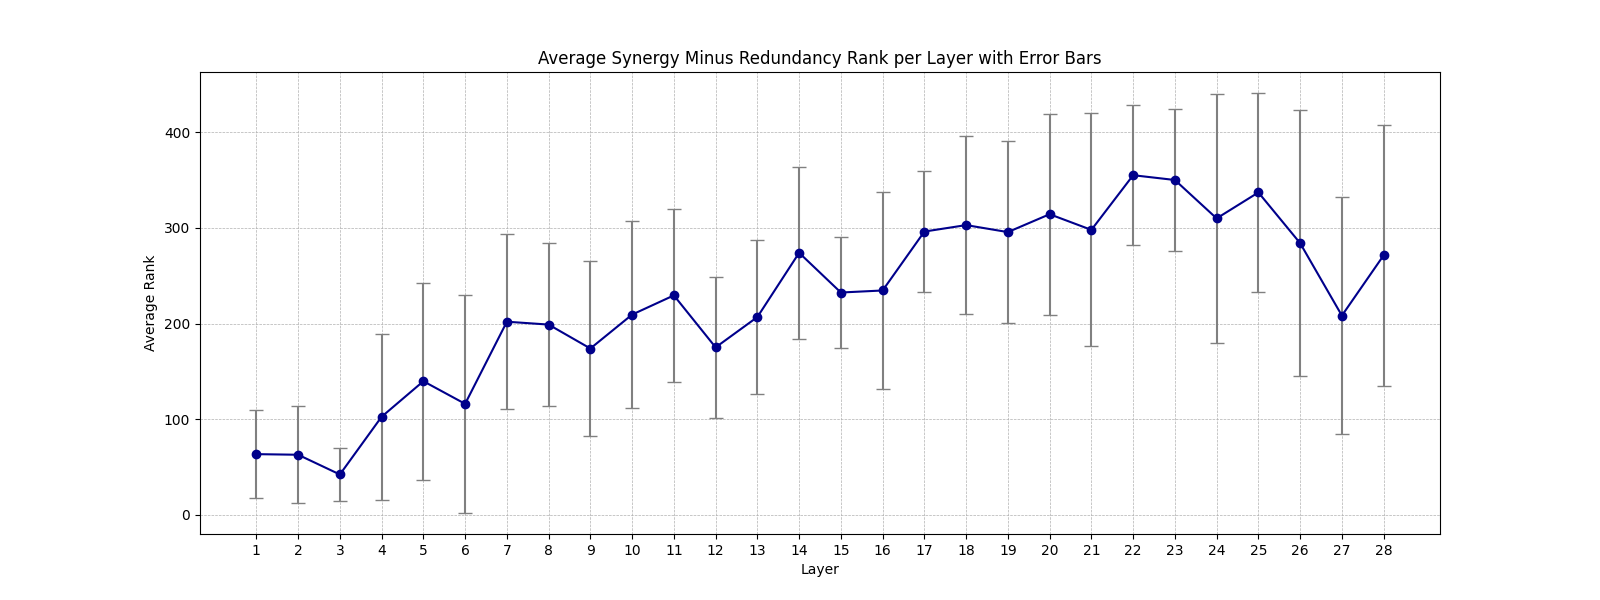 Average Synergy Minus Redundancy Rank per Layer with Error Bars
400
300
200
100
0
Average Rank
1 2 3 4 5 6 7 8 9 10 11 12 13 14 15 16 17 18 19 20 21 22 23 24 25 26 27 28
Layer